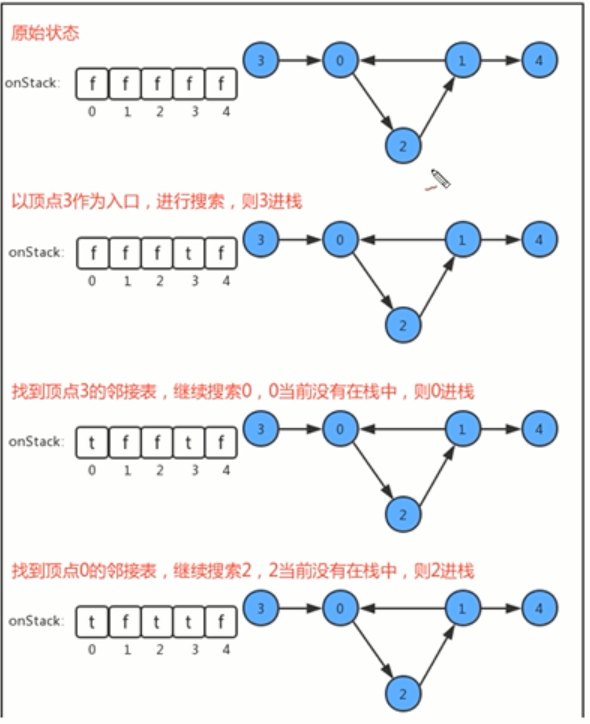 原始状态
3 0 1 4
onStack: f f f f f
0 1 2 3 4
2
以顶点3作为入口，进行搜索，则3进栈
3 0 1 4
onStack: f f f t f
0 1 2 3 4
2
找到顶点3的邻接表，继续搜索0，0当前没有在栈中，则0进栈
3 0 1 4
onStack: t f f t f
0 1 2 3 4
2
找到顶点0的邻接表，继续搜索2，2当前没有在栈中，则2进栈
3 0 1 4
onStack: t f t t f
0 1 2 3 4
2